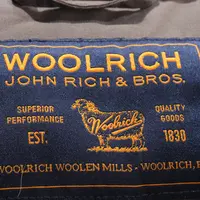 WOOLRICH
JOHN RICH & BROS.
SUPERIOR PERFORMANCE
QUALITY GOODS
Woolrich
EST.
1830
WOOLRICH WOOLEN MILLS - WOOLRICH, P